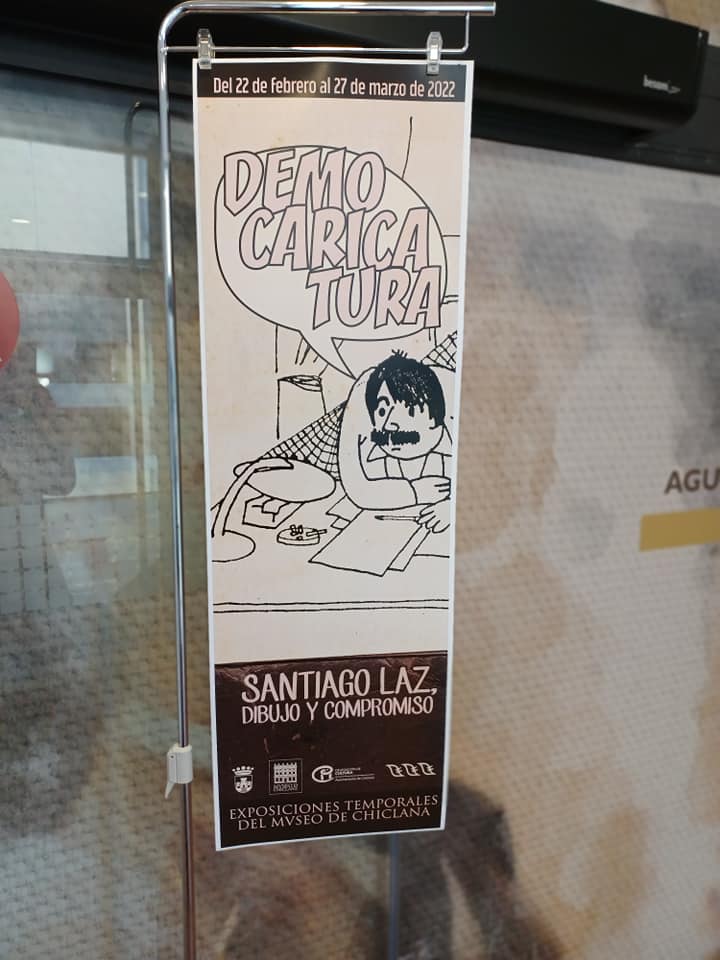 Del 22 de febrero al 27 de marzo de 2022
DEMO
CARICA
TURA
SANTIAGO LAZ,
DIBUJO Y COMPROMISO
EXPOSICIONES TEMPORALES
DEL MVSEO DE CHICLANA
AGU